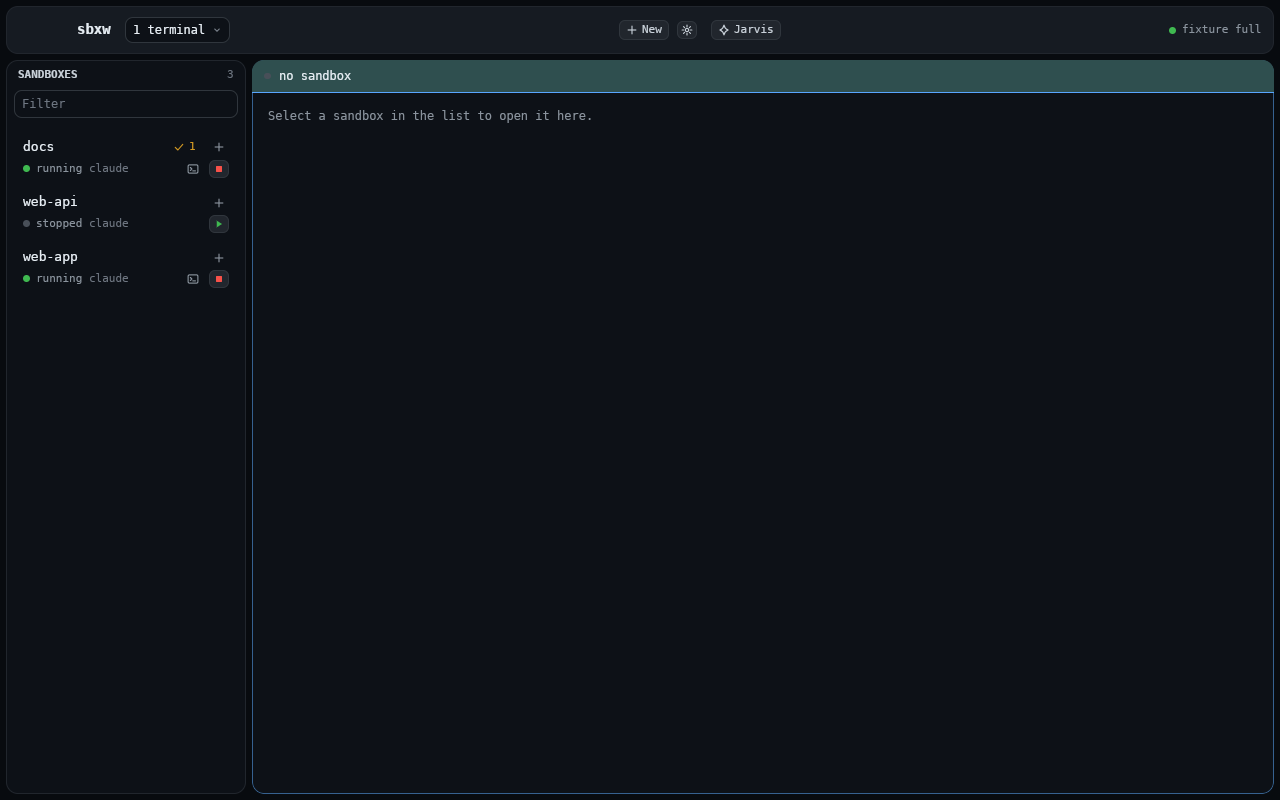 sbxw
1 terminal
New
Jarvis
fixture full
SANDBOXES 3
Filter
docs 1
running claude
web-api
stopped claude
web-app
running claude
no sandbox
Select a sandbox in the list to open it here.